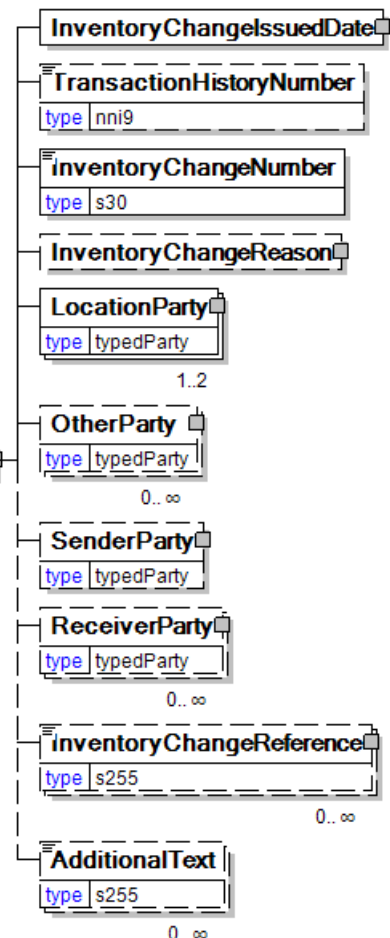 InventoryChangeIssuedDate
TransactionHistoryNumber
type nni9
InventoryChangeNumber
type s30
InventoryChangeReason
LocationParty
type typedParty
1..2
OtherParty
type typedParty
0.. ∞
SenderParty
type typedParty
ReceiverParty
type typedParty
0.. ∞
InventoryChangeReference
type s255
0.. ∞
AdditionalText
type s255
0.. ∞